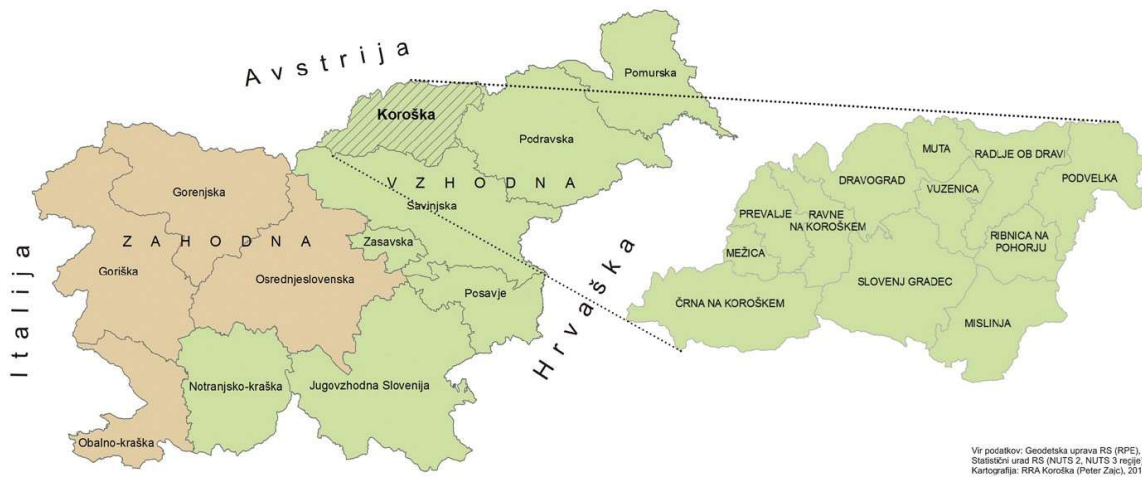 Avstrija
Pomurska
Koroška
Podravska
VZHODNA
Savinjska
Gorenjska
ZAHODNA
Zasavska
Goriška
Osrednjeslovenska
Posavje
Italija
Hrvaška
Notranjsko-kraška
Jugovzhodna Slovenija
Obalno-kraška
MUTA
RADLJE OB DRAVI
DRAVOGRAD
PODVELKA
VUZENICA
PREVALJE
RAVNE
NA KOROŠKEM
RIBNICA NA
POHORJU
MEŽICA
SLOVENJ GRADEC
ČRNA NA KOROŠKEM
MISLINJA
Vir podatkov: Geodetska uprava RS (RPE),
Statistični urad RS (NUTS 2, NUTS 3 regije)
Kartografija: RRA Koroška (Peter Zajc), 201